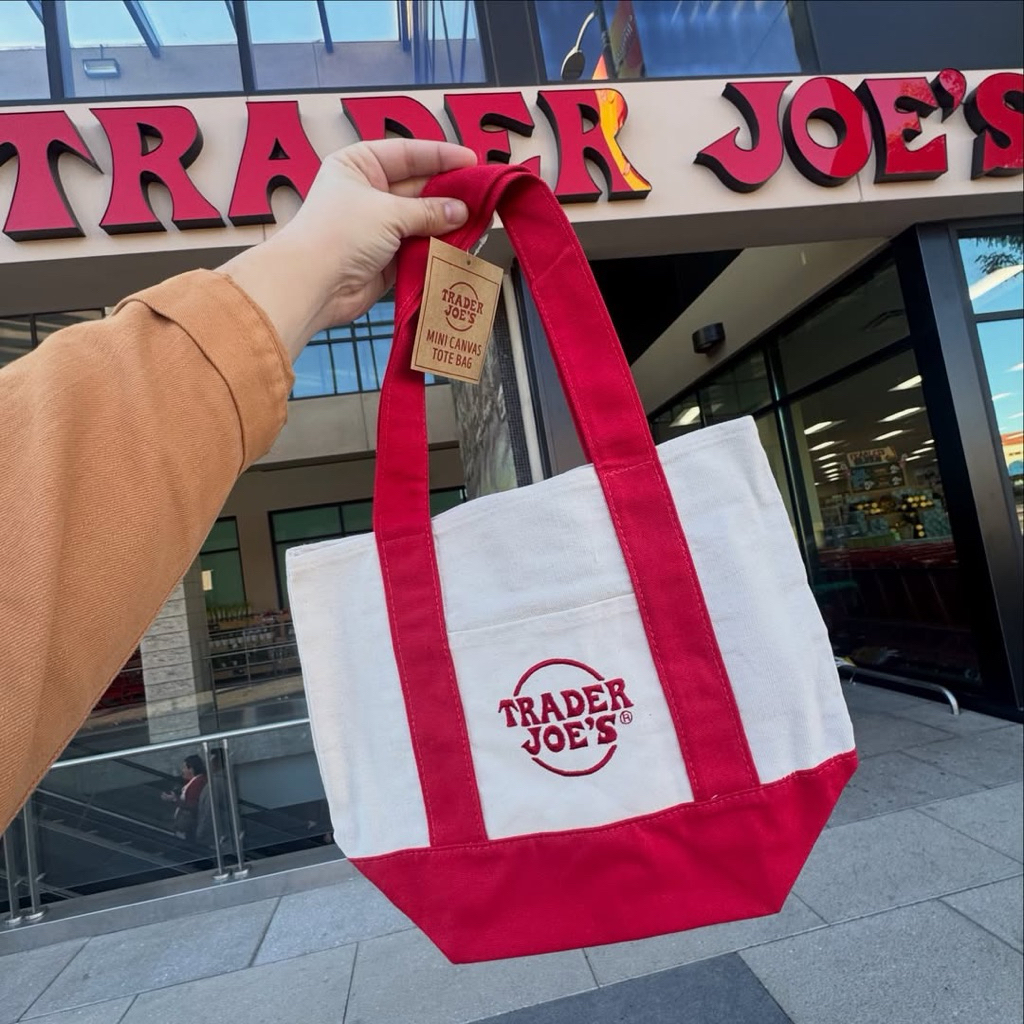 TRADER JOE'S
TRADER
JOE'S
MINI CANVAS
TOTE BAG
TRADER
JOE'S®